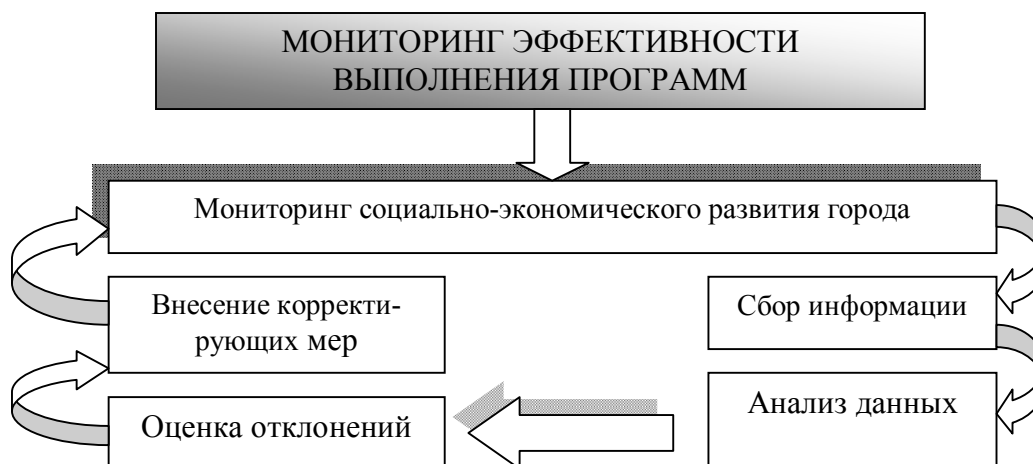 МОНИТОРИНГ ЭФФЕКТИВНОСТИ
ВЫПОЛНЕНИЯ ПРОГРАММ
Мониторинг социально-экономического развития города
Внесение корректи-
рующих мер
Сбор информации
Оценка отклонений
Анализ данных